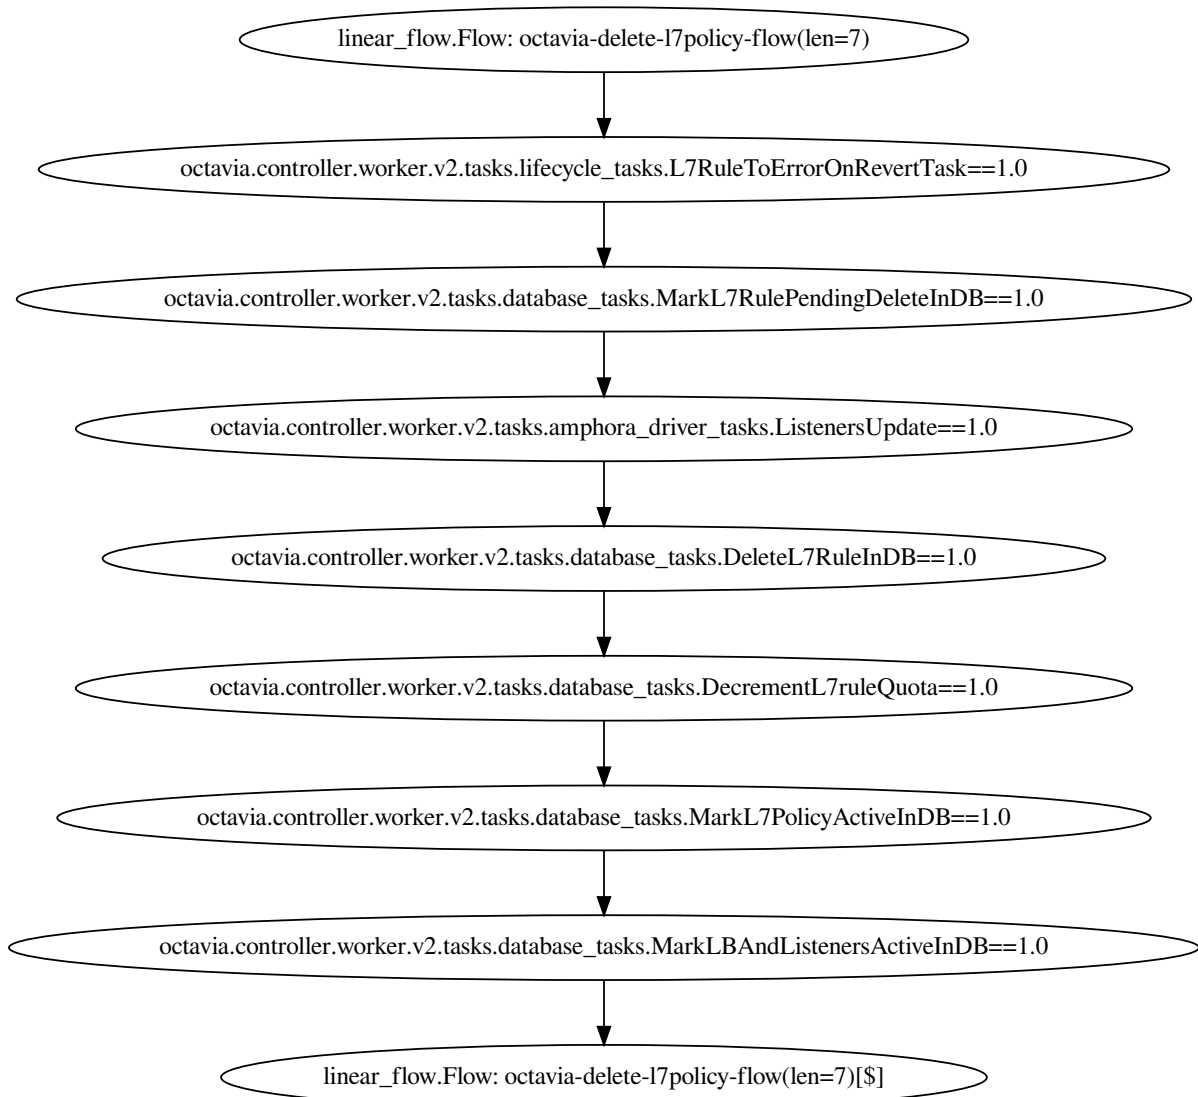 linear_flow.Flow: octavia-delete-l7policy-flow(len=7)
octavia.controller.worker.v2.tasks.lifecycle_tasks.L7RuleToErrorOnRevertTask==1.0
octavia.controller.worker.v2.tasks.database_tasks.MarkL7RulePendingDeleteInDB==1.0
octavia.controller.worker.v2.tasks.amphora_driver_tasks.ListenersUpdate==1.0
octavia.controller.worker.v2.tasks.database_tasks.DeleteL7RuleInDB==1.0
octavia.controller.worker.v2.tasks.database_tasks.DecrementL7ruleQuota==1.0
octavia.controller.worker.v2.tasks.database_tasks.MarkL7PolicyActiveInDB==1.0
octavia.controller.worker.v2.tasks.database_tasks.MarkLBAndListenersActiveInDB==1.0
linear_flow.Flow: octavia-delete-l7policy-flow(len=7)[$]